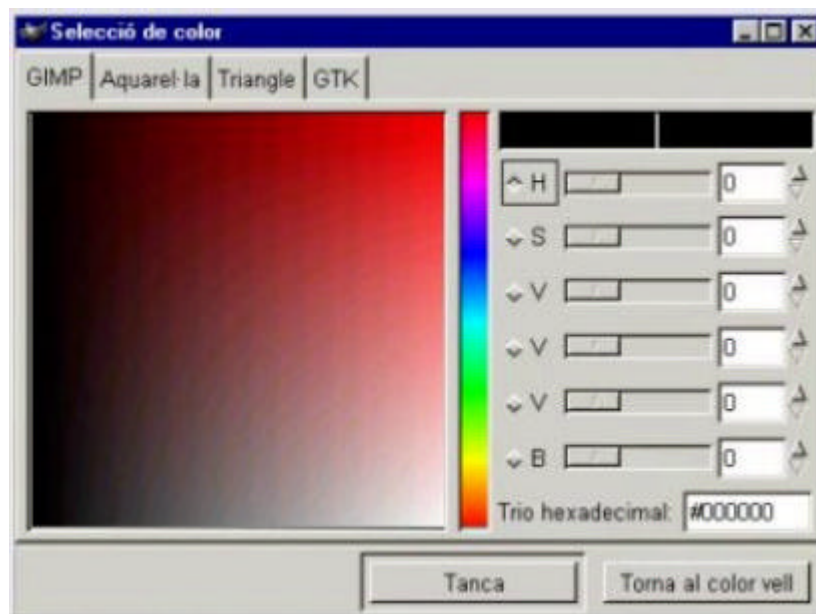 Selecció de color
GIMP Aquarel·la Triangle GTK
H 0
S 0
V 0
V 0
V 0
B 0
Trio hexadecimal: #000000
Tanca Torna al color vell